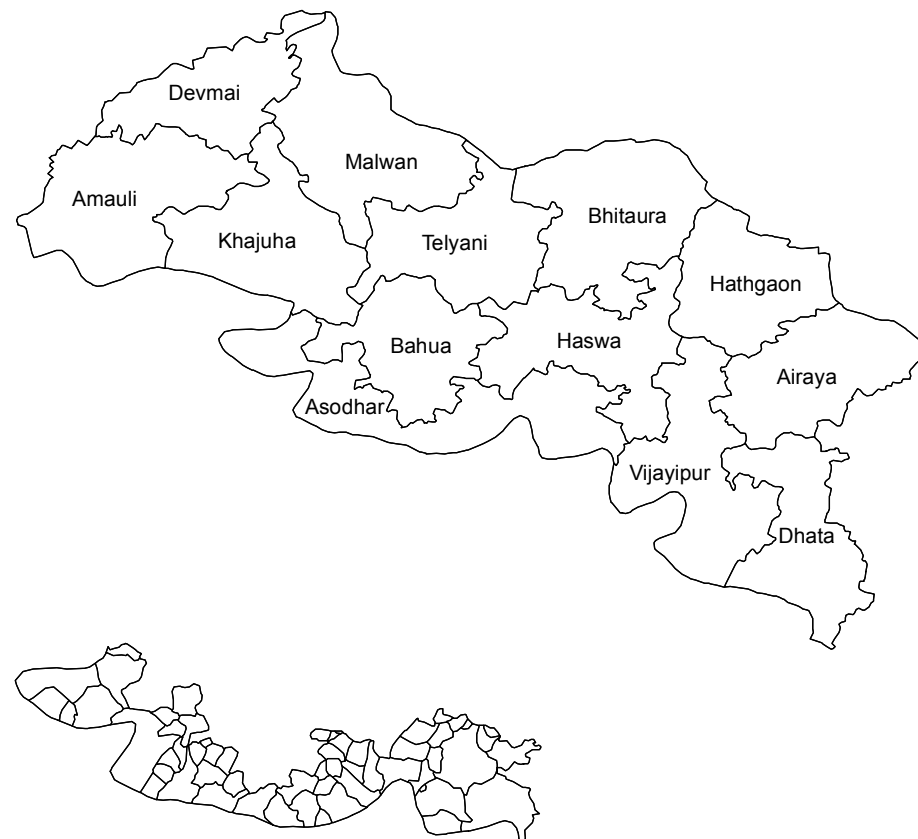 Devmai
Malwan
Amauli
Bhitaura
Khajuha
Telyani
Hathgaon
Haswa
Bahua
Airaya
Asodhar
Vijayipur
Dhata